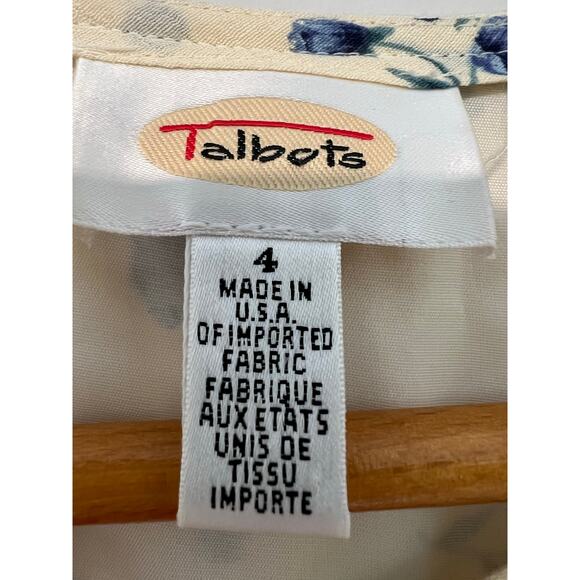 Talbots
4
MADE IN
U.S.A.
OF IMPORTED
FABRIC
FABRIQUE
AUX ETATS
UNIS DE
TISSU
IMPORTE